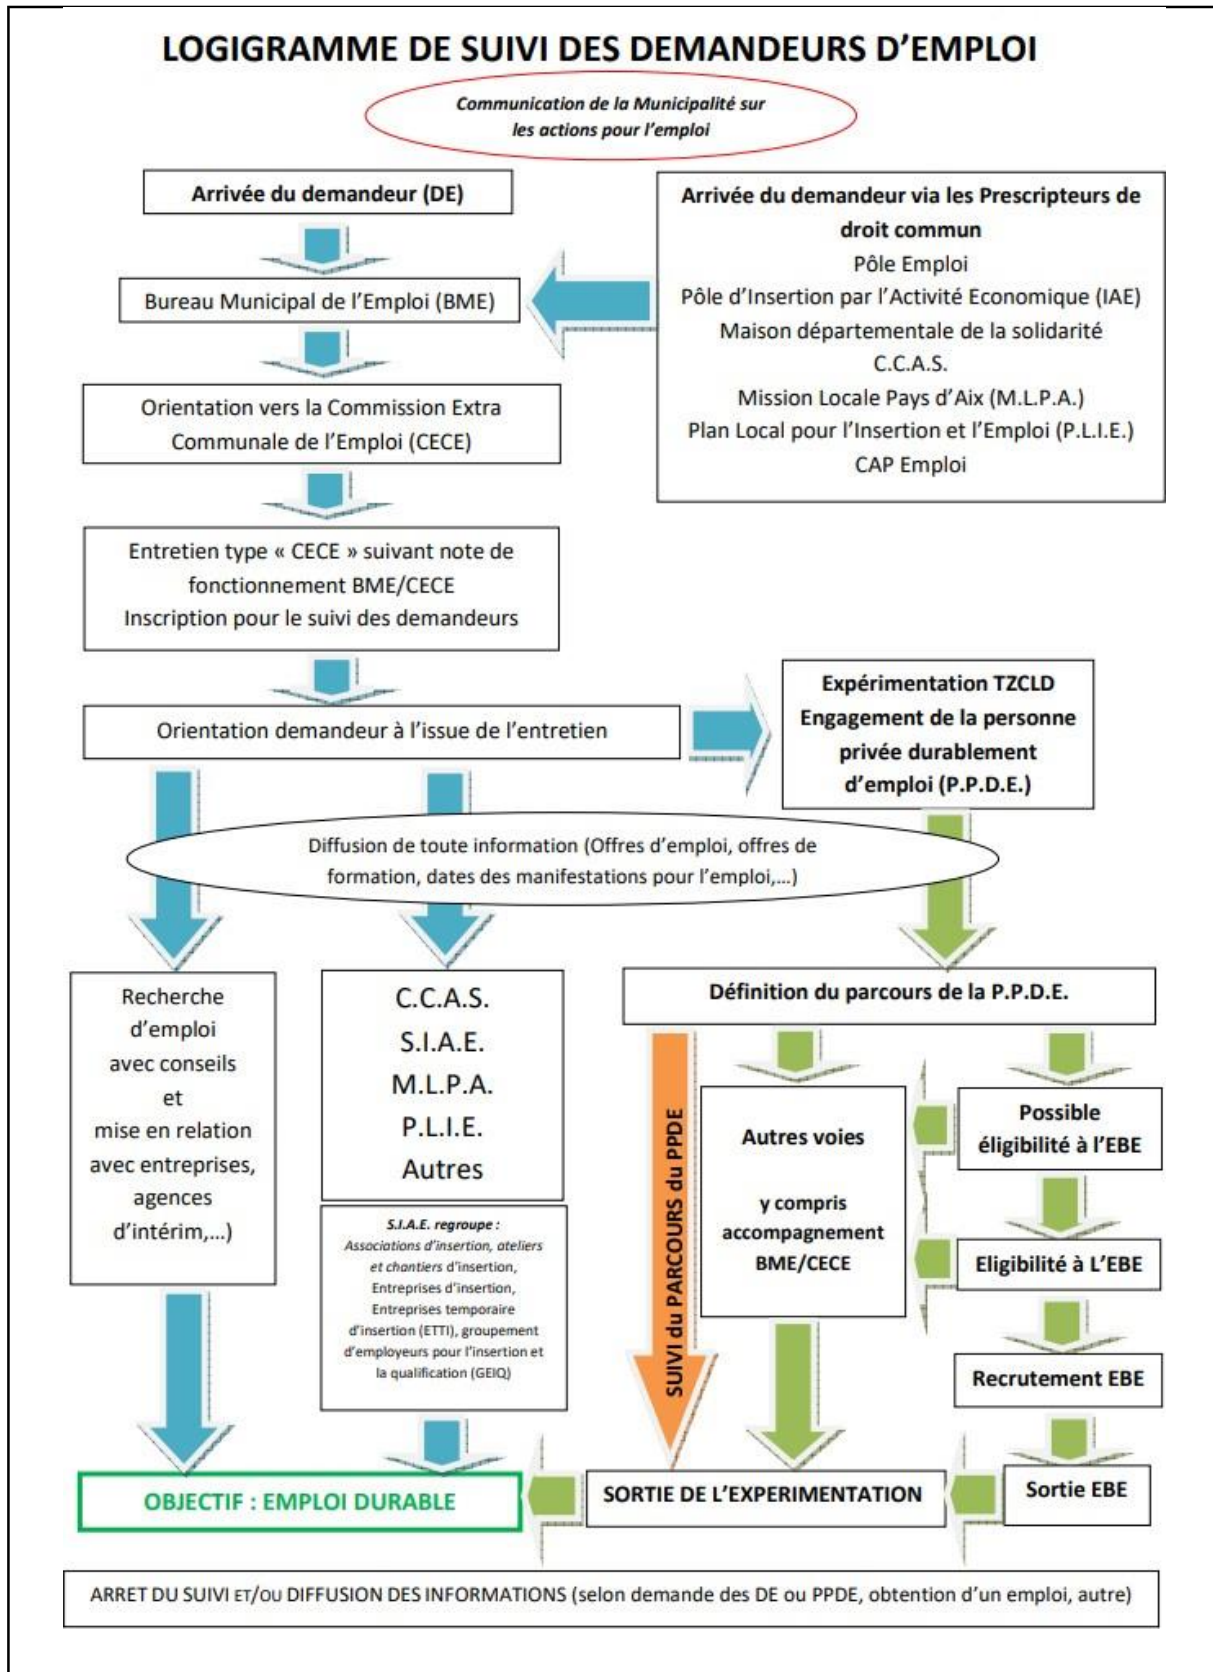 LOGIGRAMME DE SUIVI DES DEMANDEURS D’EMPLOI
Communication de la Municipalité sur
les actions pour l’emploi
Arrivée du demandeur (DE)
Arrivée du demandeur via les Prescripteurs de
droit commun
Pôle Emploi
Pôle d’Insertion par l’Activité Economique (IAE)
Maison départementale de la solidarité
C.C.A.S.
Mission Locale Pays d’Aix (M.L.P.A.)
Plan Local pour l’Insertion et l’Emploi (P.L.I.E.)
CAP Emploi
Bureau Municipal de l’Emploi (BME)
Orientation vers la Commission Extra
Communale de l’Emploi (CECE)
Entretien type « CECE » suivant note de
fonctionnement BME/CECE
Inscription pour le suivi des demandeurs
Orientation demandeur à l’issue de l’entretien
Expérimentation TZCLD
Engagement de la personne
privée durablement
d’emploi (P.P.D.E.)
Diffusion de toute information (Offres d’emploi, offres de
formation, dates des manifestations pour l’emploi,…)
Recherche
d’emploi
avec conseils
et
mise en relation
avec entreprises,
agences
d’intérim,…)
C.C.A.S.
S.I.A.E.
M.L.P.A.
P.L.I.E.
Autres
S.I.A.E. regroupe :
Associations d’insertion, ateliers
et chantiers d’insertion,
Entreprises d’insertion,
Entreprises temporaire
d’insertion (ETTI), groupement
d’employeurs pour l’insertion et
la qualification (GEIQ)
Définition du parcours de la P.P.D.E.
SUIVI du PARCOURS du PPDE
Autres voies
y compris
accompagnement
BME/CECE
Possible
éligibilité à l’EBE
Eligibilité à L’EBE
Recrutement EBE
Sortie EBE
SORTIE DE L’EXPERIMENTATION
OBJECTIF : EMPLOI DURABLE
ARRET DU SUIVI ET/OU DIFFUSION DES INFORMATIONS (selon demande des DE ou PPDE, obtention d’un emploi, autre)